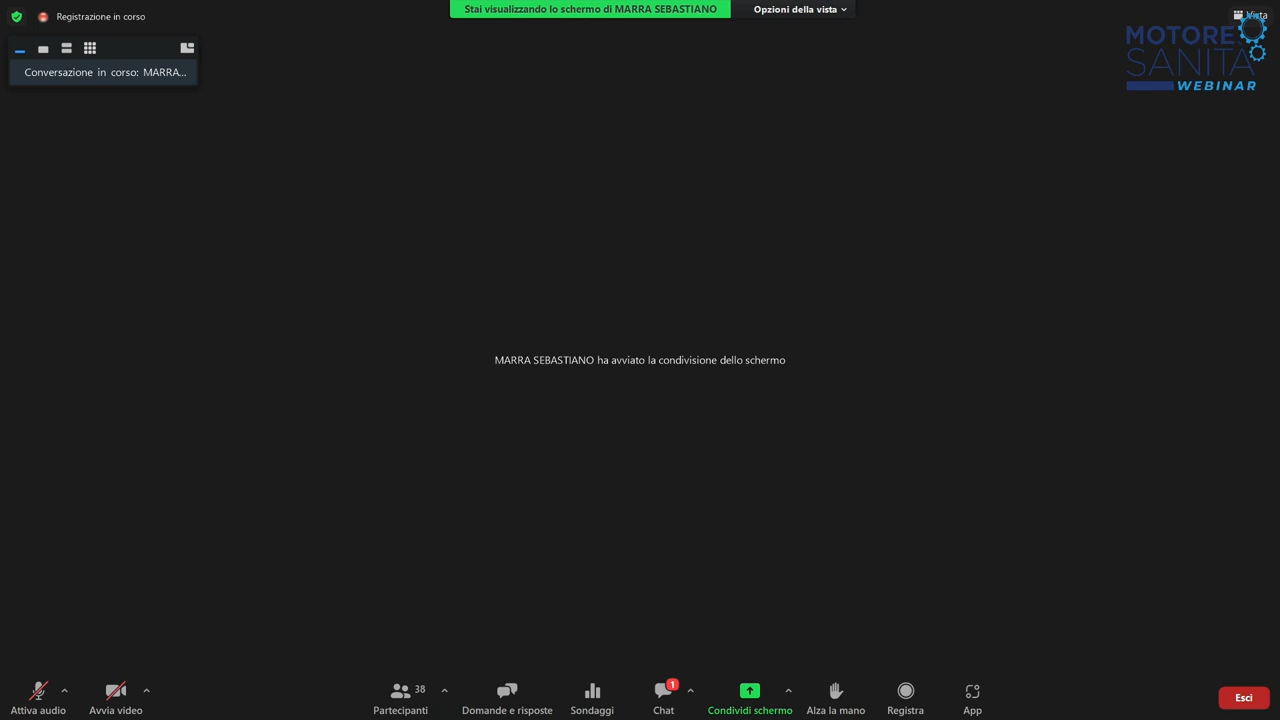 Registrazione in corso
Stai visualizzando lo schermo di MARRA SEBASTIANO
Opzioni della vista
Vista
MOTORE
SANITÀ
WEBINAR
Conversazione in corso: MARRA...
MARRA SEBASTIANO ha avviato la condivisione dello schermo
Attiva audio
Avvia video
Partecipanti
38
Domande e risposte
Sondaggi
Chat
1
Condividi schermo
Alza la mano
Registra
App
Esci